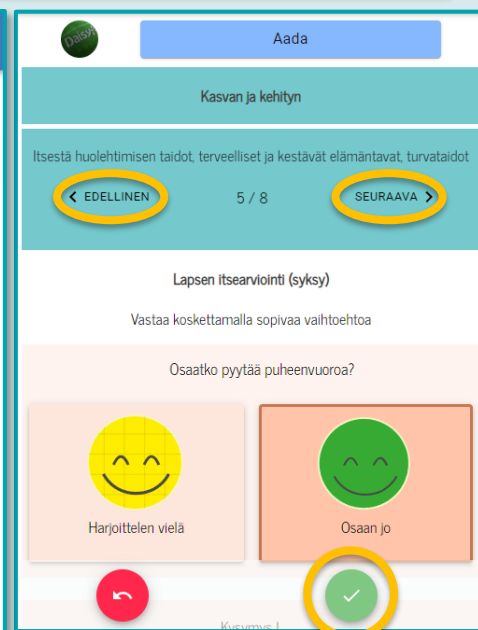 Daisy
Aada
Kasvan ja kehityn
Itsestä huolehtimisen taidot, terveelliset ja kestävät elämäntavat, turvataidot
EDELLINEN 5 / 8 SEURAAVA
Lapsen itsearviointi (syksy)
Vastaa koskettamalla sopivaa vaihtoehtoa
Osaatko pyytää puheenvuoroa?
Harjoittelen vielä Osaan jo
Kysymys